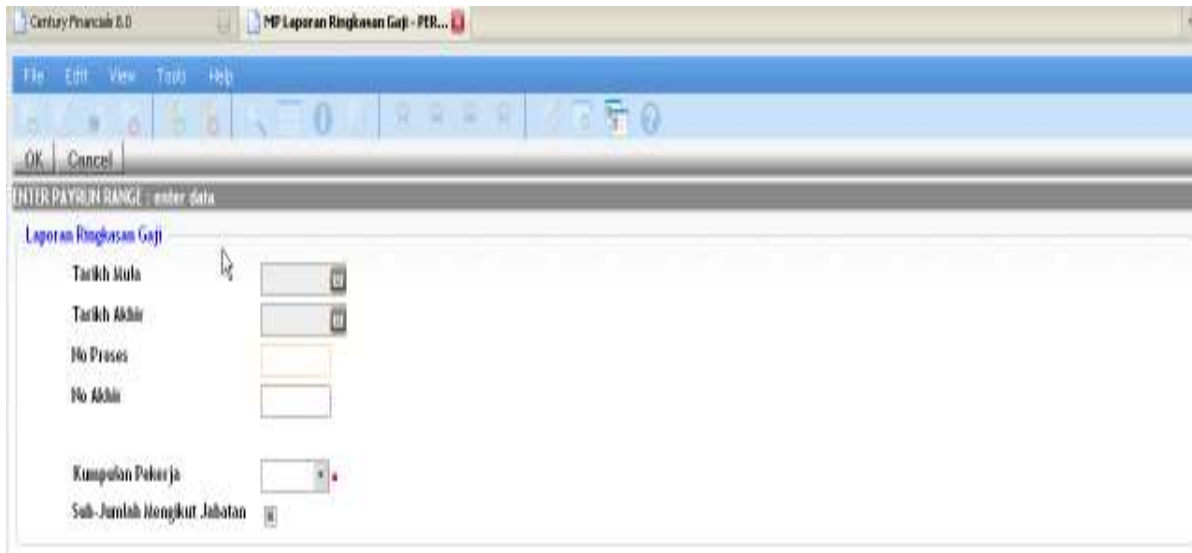 Century Financials 8.0
MP Laporan Ringkasan Gaji - PER...
File Edit View Tools Help
OK Cancel
ENTER PAYRUN RANGE : enter data
Laporan Ringkasan Gaji
Tarikh Mula
Tarikh Akhir
No Proses
No Akhir
Kumpulan Pekerja
Sub-Jumlah Mengikut Jabatan